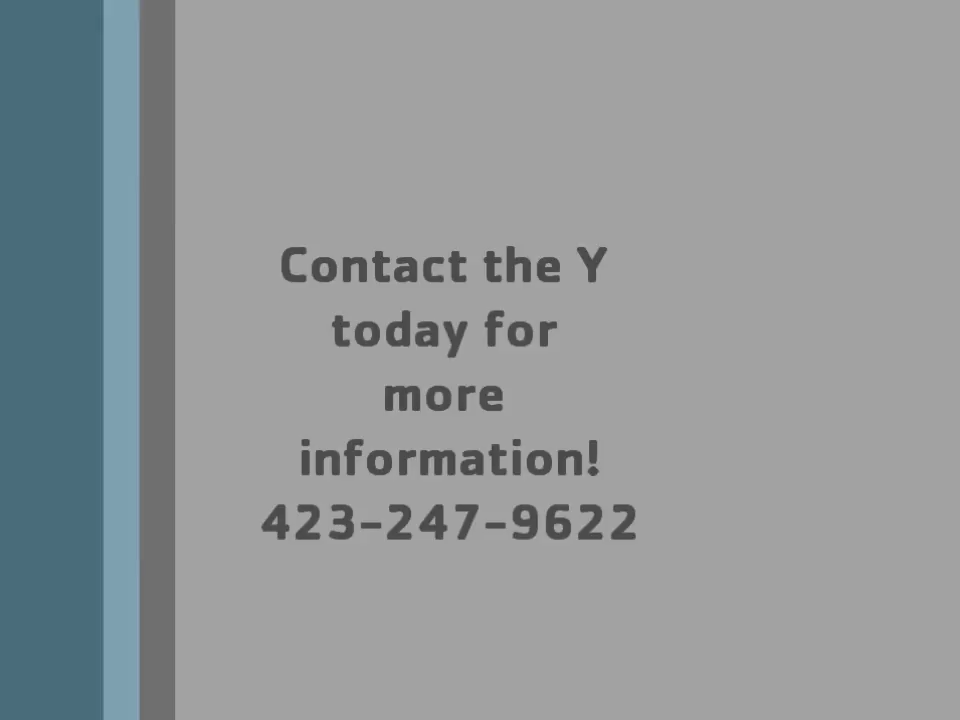 Contact the Y
today for
more
information!
423-247-9622